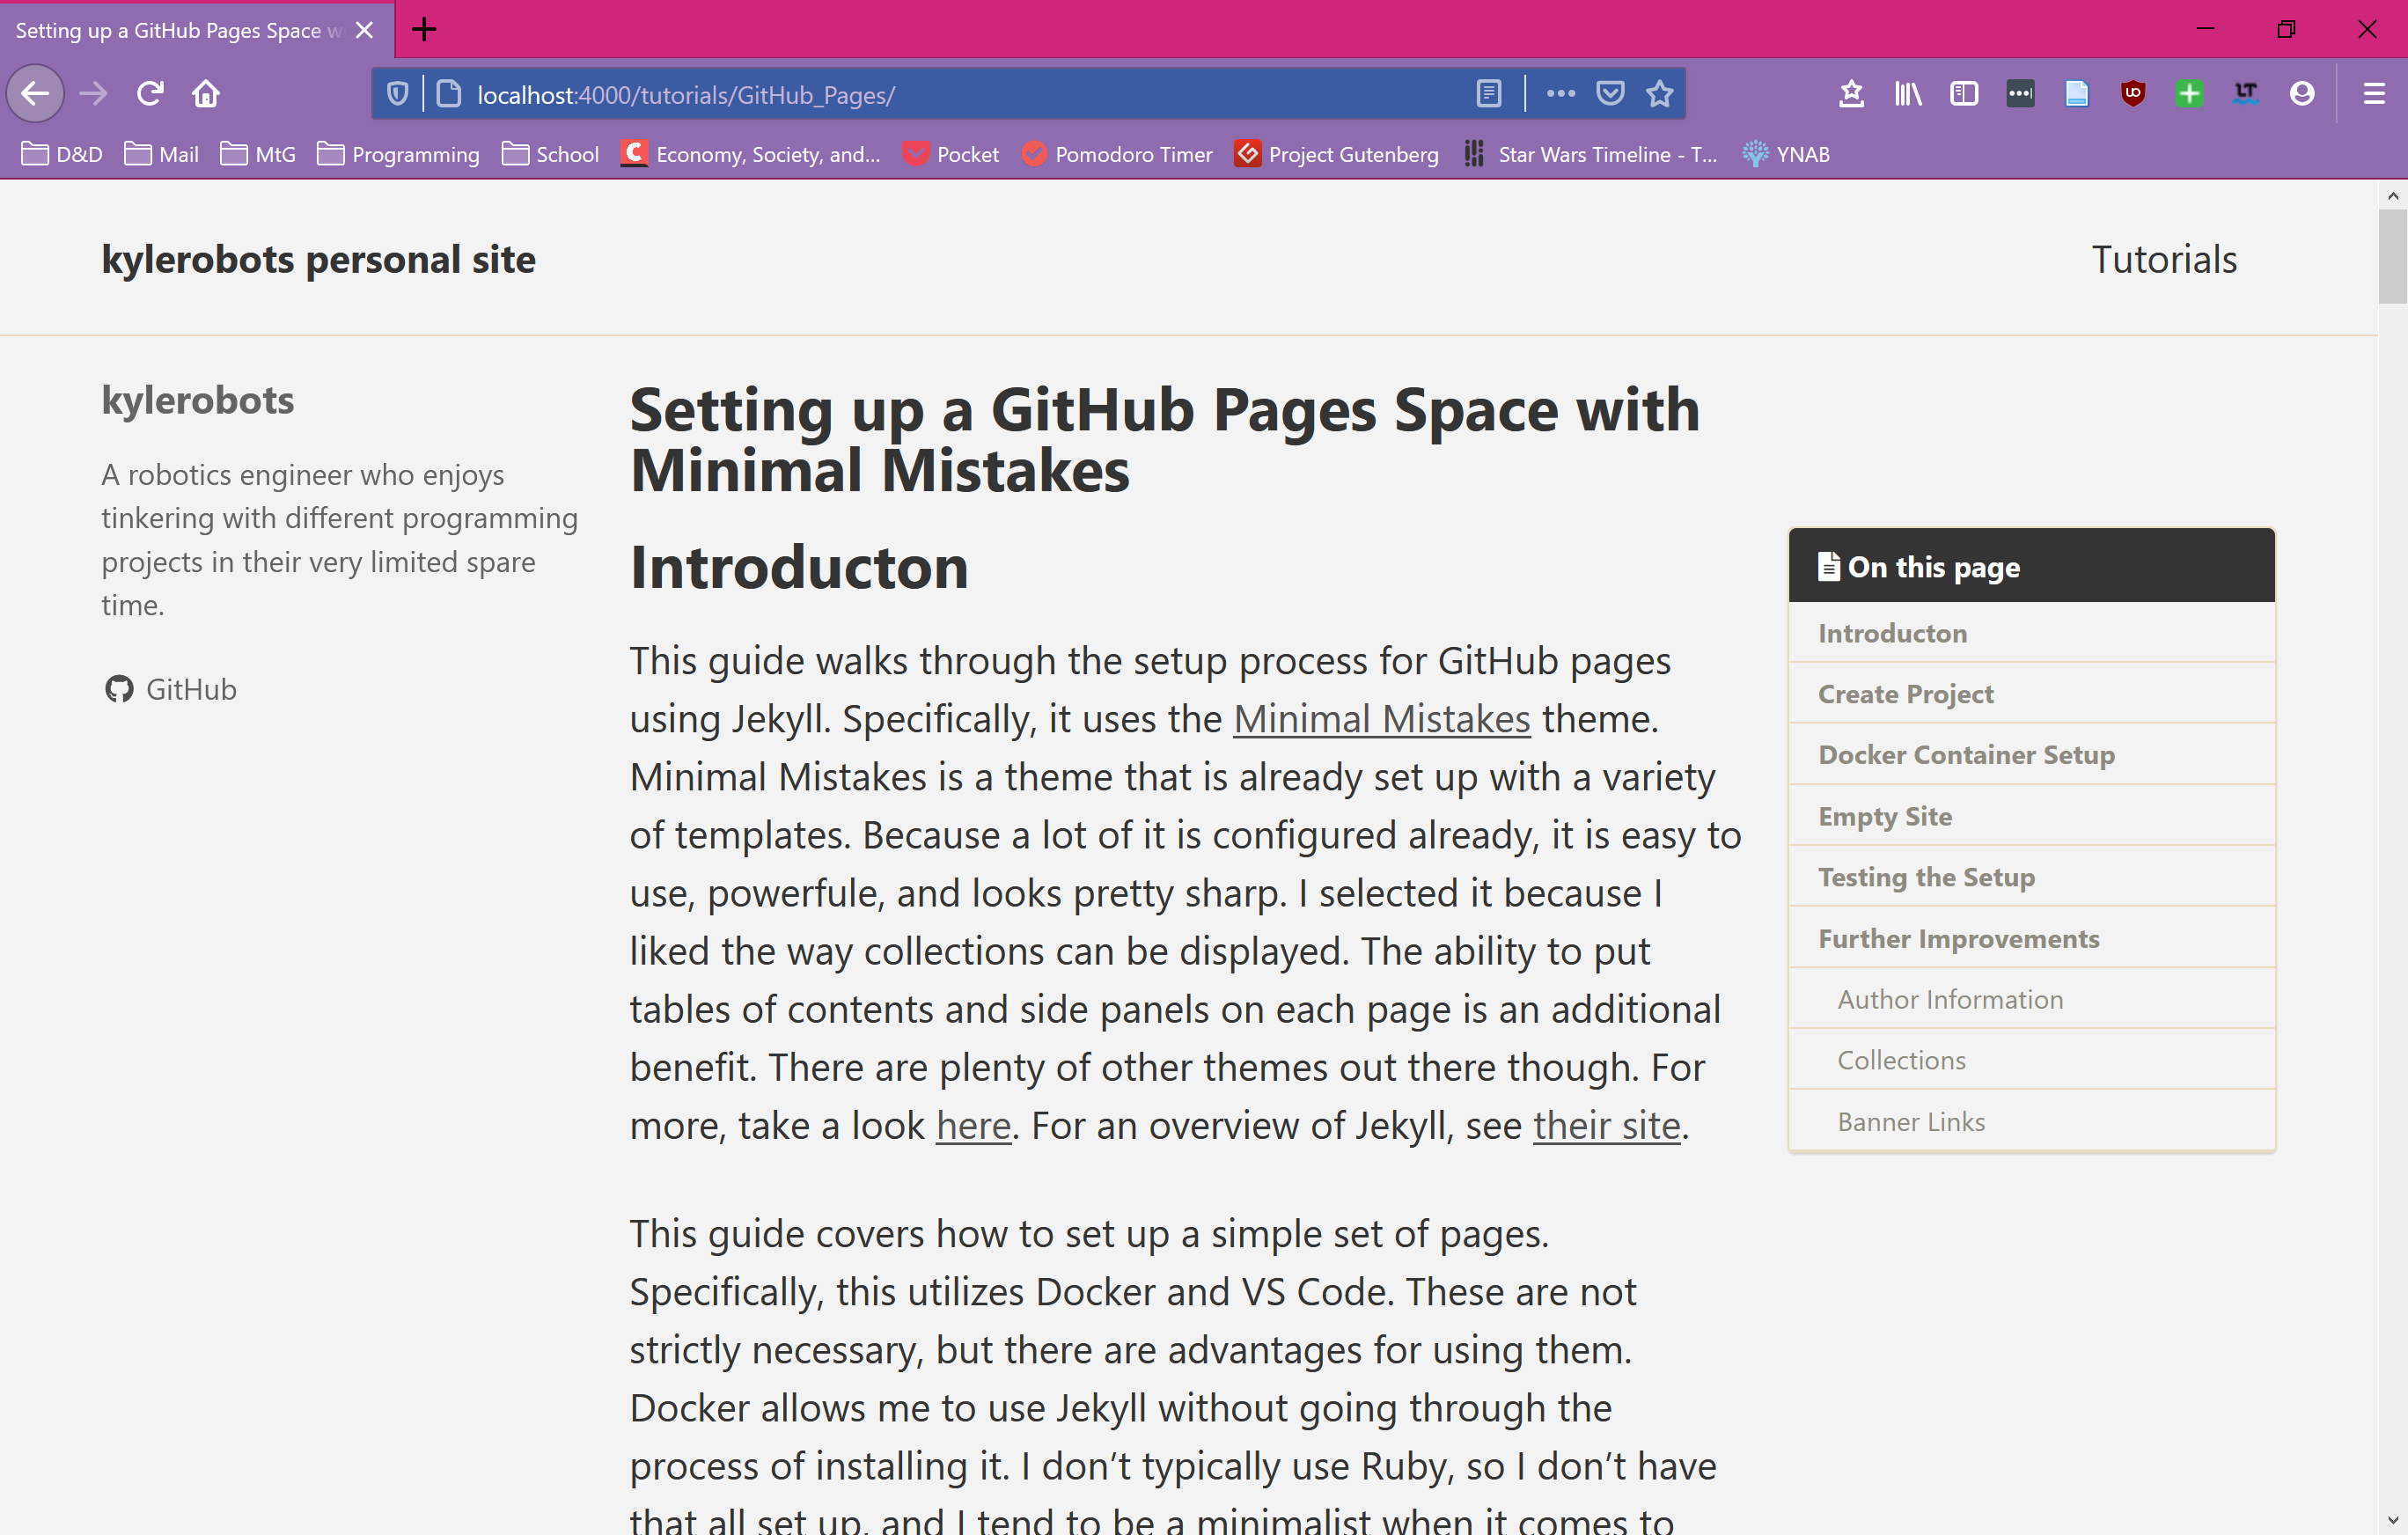 Setting up a GitHub Pages Space w
localhost:4000/tutorials/GitHub_Pages/
D&D Mail MtG Programming School Economy, Society, and... Pocket Pomodoro Timer Project Gutenberg Star Wars Timeline - T... YNAB
kylerobots personal site
Tutorials
kylerobots
A robotics engineer who enjoys
tinkering with different programming
projects in their very limited spare
time.
GitHub
Setting up a GitHub Pages Space with
Minimal Mistakes
Introducton
This guide walks through the setup process for GitHub pages
using Jekyll. Specifically, it uses the Minimal Mistakes theme.
Minimal Mistakes is a theme that is already set up with a variety
of templates. Because a lot of it is configured already, it is easy to
use, powerfule, and looks pretty sharp. I selected it because I
liked the way collections can be displayed. The ability to put
tables of contents and side panels on each page is an additional
benefit. There are plenty of other themes out there though. For
more, take a look here. For an overview of Jekyll, see their site.
This guide covers how to set up a simple set of pages.
Specifically, this utilizes Docker and VS Code. These are not
strictly necessary, but there are advantages for using them.
Docker allows me to use Jekyll without going through the
process of installing it. I don’t typically use Ruby, so I don’t have
that all set up, and I tend to be a minimalist when it comes to
On this page
Introducton
Create Project
Docker Container Setup
Empty Site
Testing the Setup
Further Improvements
Author Information
Collections
Banner Links